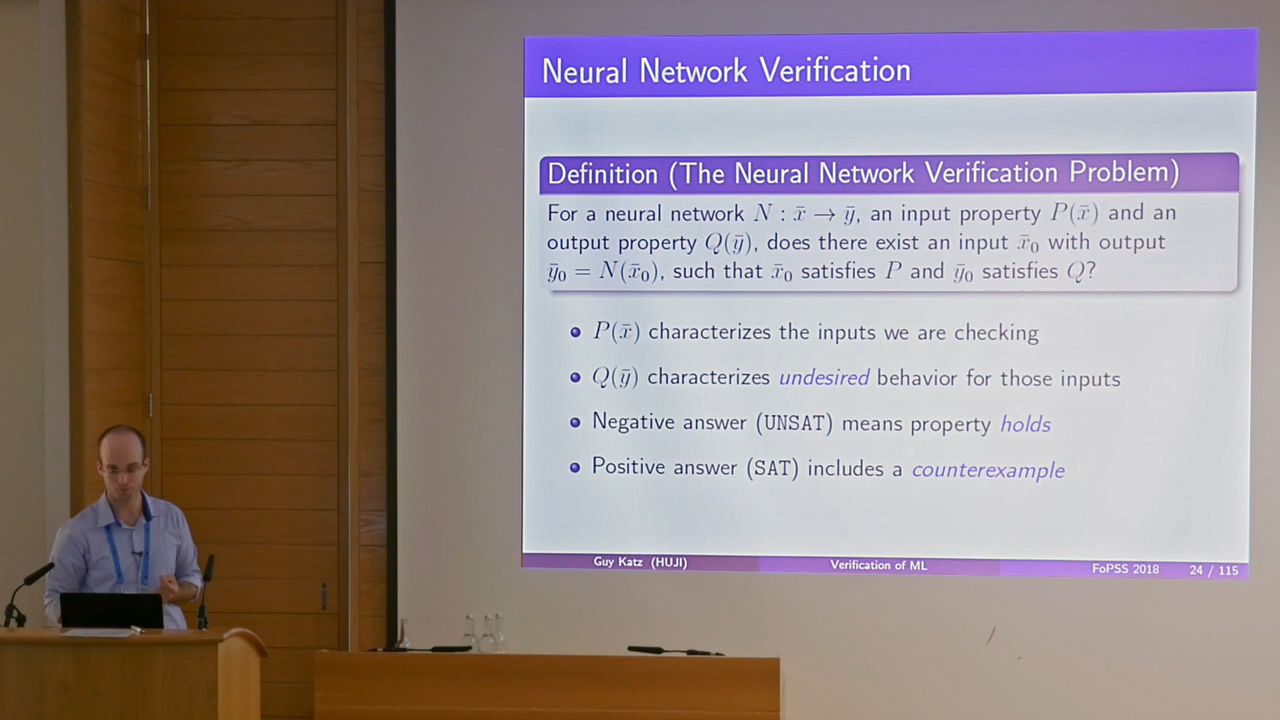 Neural Network Verification
Definition (The Neural Network Verification Problem)
For a neural network N : x̄ → ȳ, an input property P(x̄) and an
output property Q(ȳ), does there exist an input x̄₀ with output
ȳ₀ = N(x̄₀), such that x̄₀ satisfies P and ȳ₀ satisfies Q?
• P(x̄) characterizes the inputs we are checking
• Q(ȳ) characterizes undesired behavior for those inputs
• Negative answer (UNSAT) means property holds
• Positive answer (SAT) includes a counterexample
Guy Katz (HUJI) Verification of ML FoPSS 2018 24 / 115